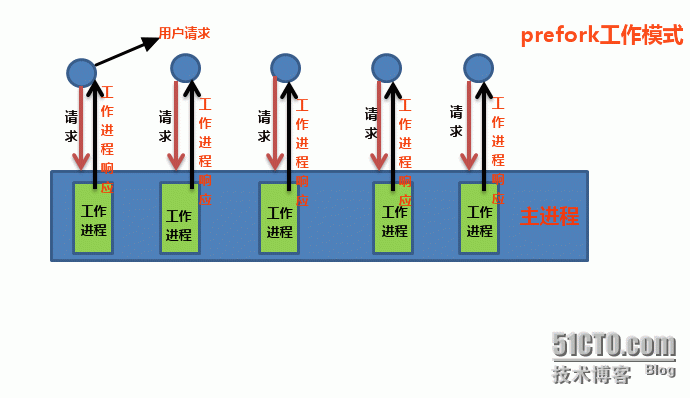 用户请求
prefork工作模式
请求
工作进程响应
请求
工作进程响应
请求
工作进程响应
请求
工作进程响应
请求
工作进程响应
工作
进程
工作
进程
工作
进程
工作
进程
工作
进程
主进程
51CTO.com
技术博客 Blog